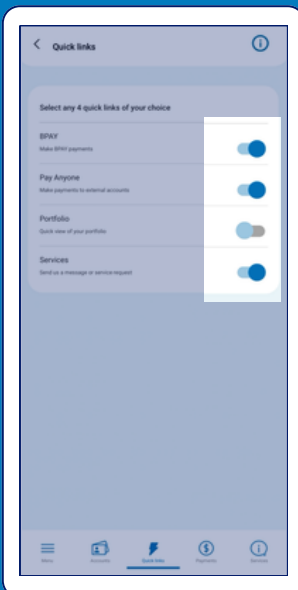 Quick links
Select any 4 quick links of your choice
BPAY
Make BPAY payments
Pay Anyone
Make payments to external accounts
Portfolio
Quick view of your portfolio
Services
Send us a message or service request
Menu
Accounts
Quick links
Payments
Services